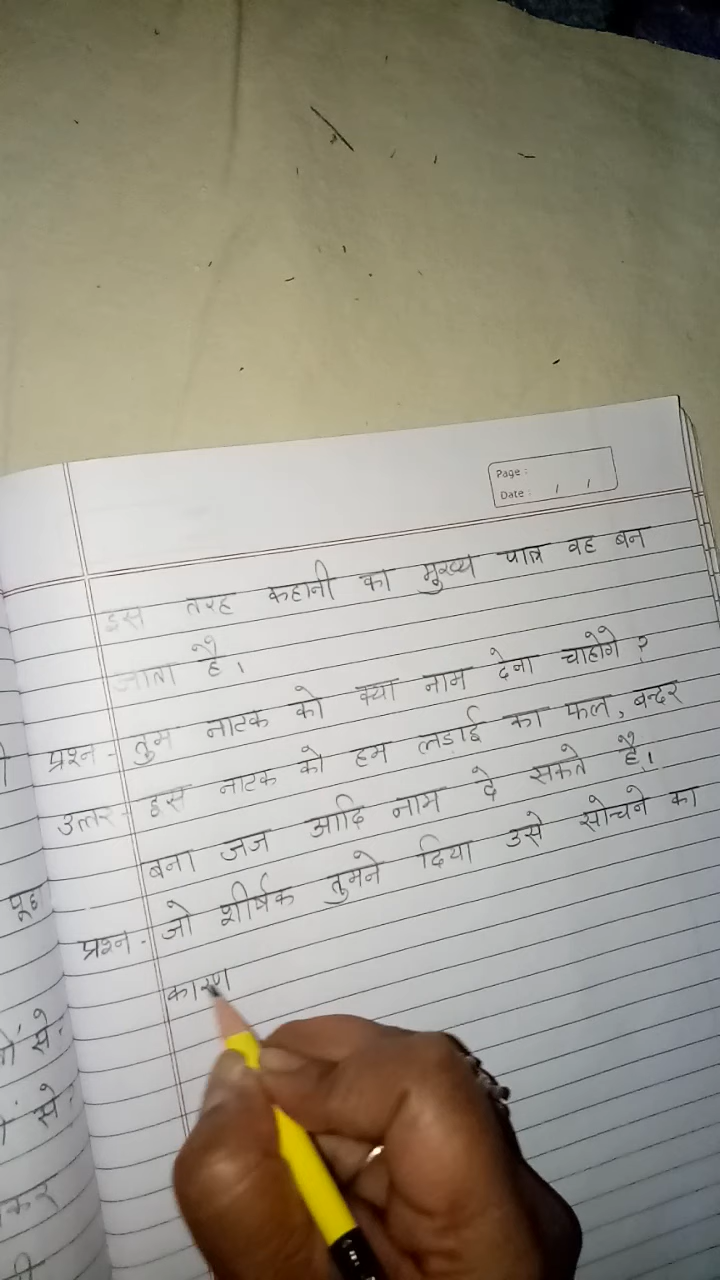 Page :
Date : / /
इस तरह कहानी का मुख्य पात्र वह बन
जाता है।
प्रश्न - तुम नाटक को क्या नाम देना चाहोगे ?
उत्तर - इस नाटक को हम लड़ाई का फल, बन्दर
बना जज आदि नाम दे सकते है।
प्रश्न - जो शीर्षक तुमने दिया उसे सोचने का
कारण
से
से